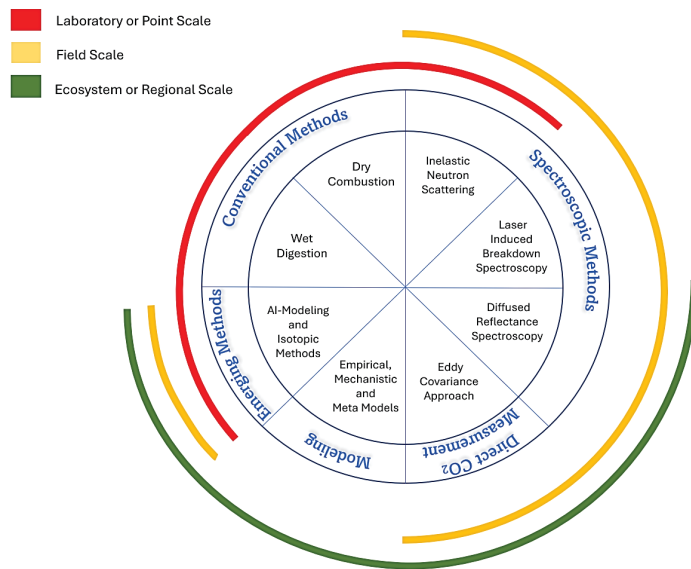 Laboratory or Point Scale
Field Scale
Ecosystem or Regional Scale
Conventional Methods
Spectroscopic Methods
Dry
Combustion
Inelastic
Neutron
Scattering
Wet
Digestion
Laser
Induced
Breakdown
Spectroscopy
AI-Modeling
and
Isotopic
Methods
Diffused
Reflectance
Spectroscopy
Empirical,
Mechanistic
and
Meta Models
Eddy
Covariance
Approach
Emerging Methods
Modeling
Direct CO₂
Measurement